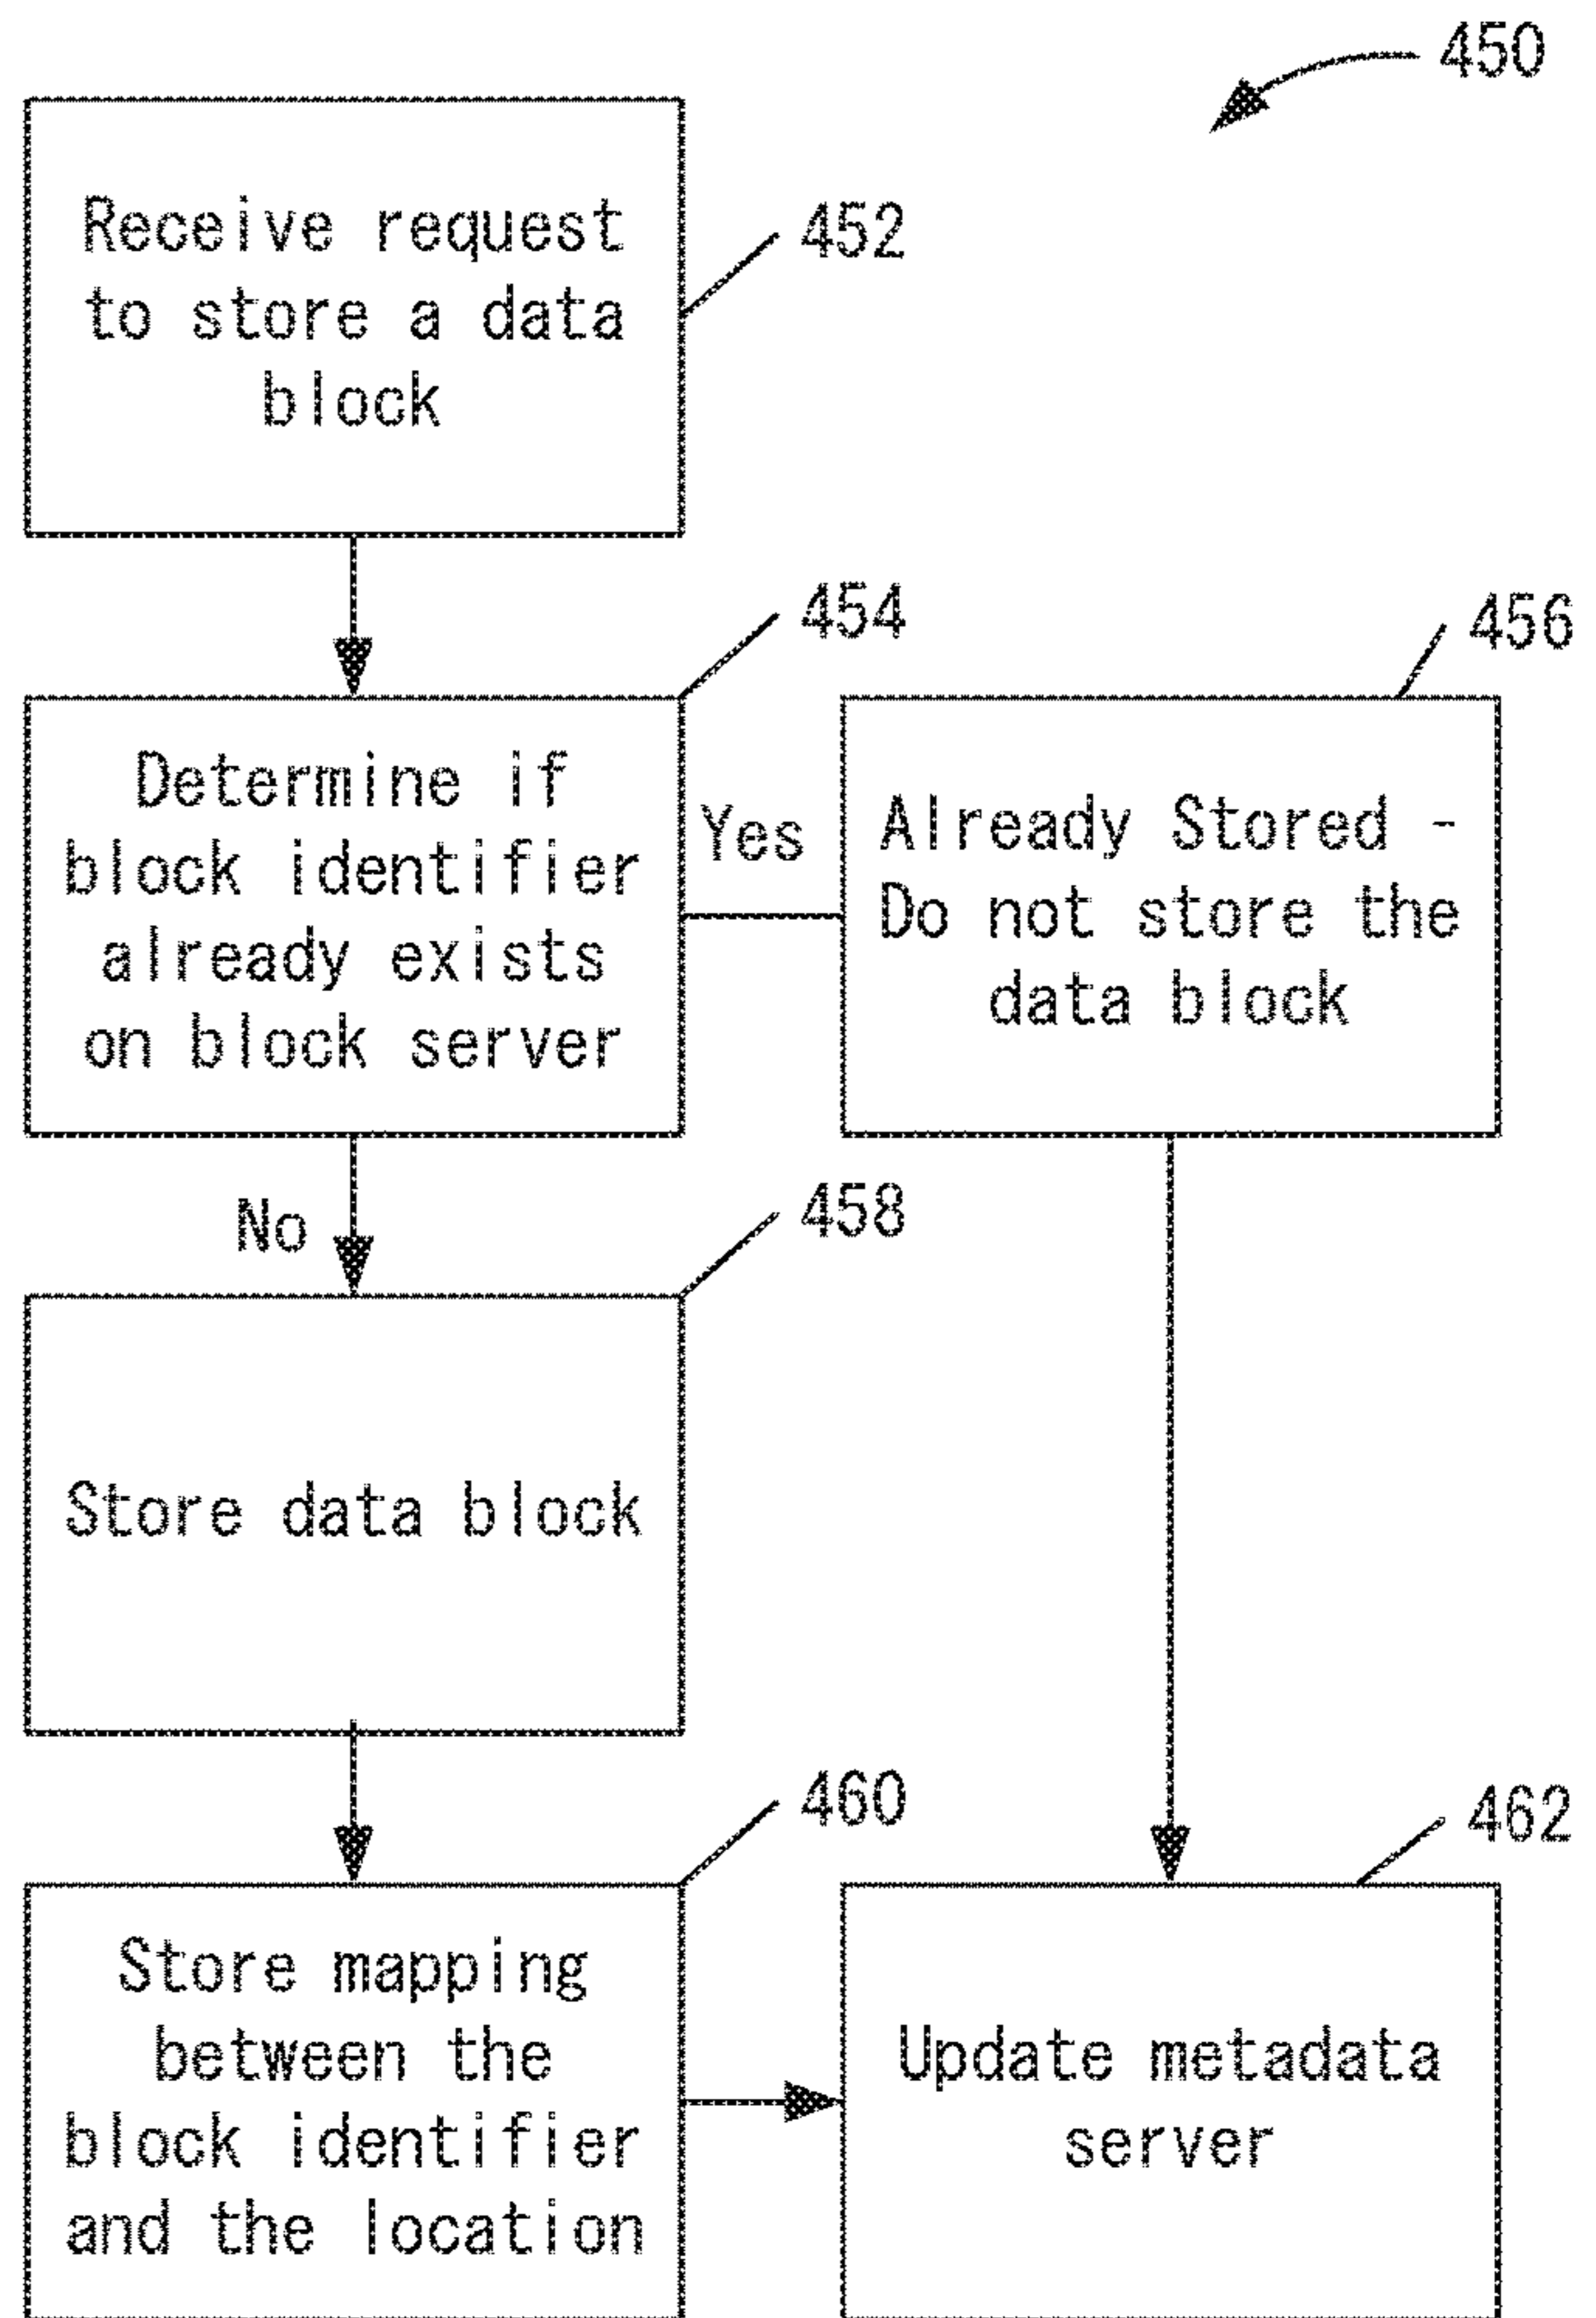 450
Receive request
to store a data
block
452
454
Determine if
block identifier
already exists
on block server
Yes
456
Already Stored -
Do not store the
data block
No
458
Store data block
460
Store mapping
between the
block identifier
and the location
462
Update metadata
server